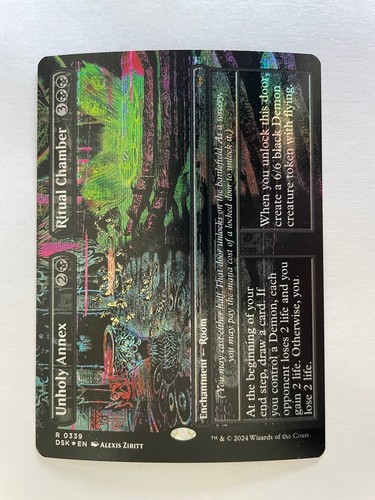 Unholy Annex 2
Ritual Chamber 3
Enchantment — Room
(You may cast either half. That door unlocks on the battlefield. As a sorcery,
you may pay the mana cost of a locked door to unlock it.)
At the beginning of your
end step, draw a card. If
you control a Demon, each
opponent loses 2 life and you
gain 2 life. Otherwise, you
lose 2 life.
When you unlock this door,
create a 6/6 black Demon
creature token with flying.
R 0339
DSK★EN ALEXIS ZIRITT
™ & © 2024 Wizards of the Coast.